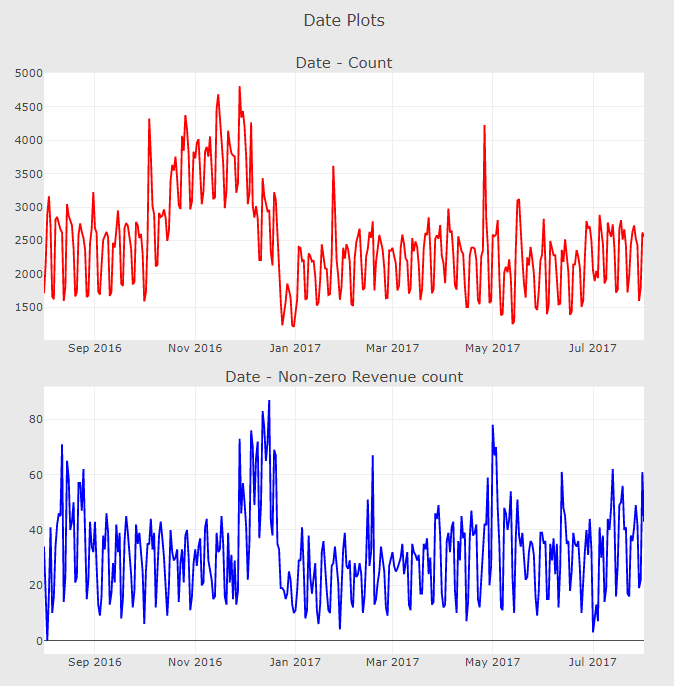 Date Plots
Date - Count
5000
4500
4000
3500
3000
2500
2000
1500
Sep 2016 Nov 2016 Jan 2017 Mar 2017 May 2017 Jul 2017
Date - Non-zero Revenue count
80
60
40
20
0
Sep 2016 Nov 2016 Jan 2017 Mar 2017 May 2017 Jul 2017